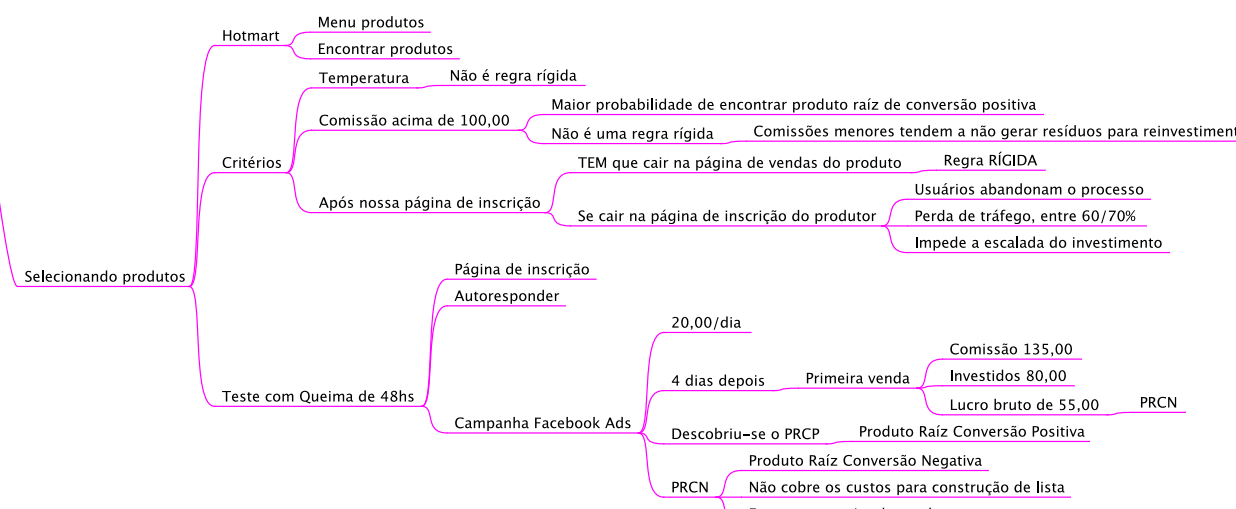 Menu produtos
Hotmart
Encontrar produtos
Temperatura
Não é regra rígida
Maior probabilidade de encontrar produto raíz de conversão positiva
Comissão acima de 100,00
Não é uma regra rígida
Comissões menores tendem a não gerar resíduos para reinvestiment
Critérios
TEM que cair na página de vendas do produto
Regra RÍGIDA
Após nossa página de inscrição
Usuários abandonam o processo
Se cair na página de inscrição do produtor
Perda de tráfego, entre 60/70%
Impede a escalada do investimento
Selecionando produtos
Página de inscrição
Autoresponder
Teste com Queima de 48hs
20,00/dia
Comissão 135,00
4 dias depois
Primeira venda
Investidos 80,00
Lucro bruto de 55,00
PRCN
Campanha Facebook Ads
Descobriu-se o PRCP
Produto Raíz Conversão Positiva
Produto Raíz Conversão Negativa
PRCN
Não cobre os custos para construção de lista